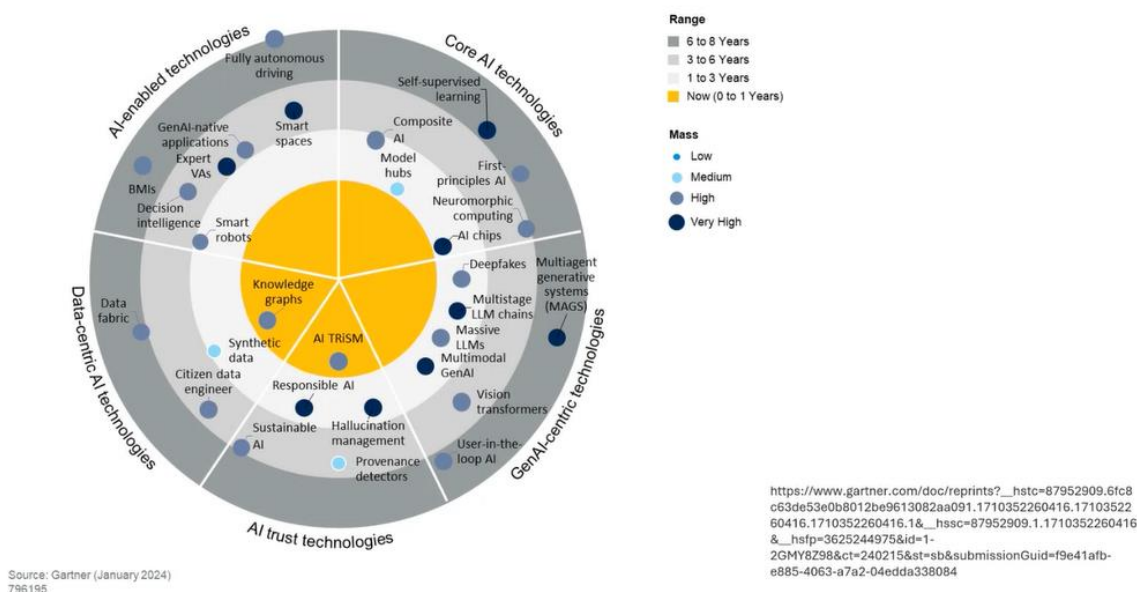 AI-enabled technologies
Core AI technologies
GenAI-centric technologies
AI trust technologies
Data-centric AI technologies
Fully autonomous
driving
Smart
spaces
GenAI-native
applications
Expert
VAs
BMIs
Decision
intelligence
Smart
robots
Self-supervised
learning
Composite
AI
Model
hubs
First-
principles AI
Neuromorphic
computing
AI chips
Deepfakes
Multiagent
generative
systems
(MAGS)
Multistage
LLM chains
Massive
LLMs
Multimodal
GenAI
Vision
transformers
User-in-the-
loop AI
AI TRiSM
Responsible AI
Hallucination
management
Sustainable
AI
Provenance
detectors
Knowledge
graphs
Data
fabric
Synthetic
data
Citizen data
engineer
Range
6 to 8 Years
3 to 6 Years
1 to 3 Years
Now (0 to 1 Years)
Mass
Low
Medium
High
Very High
https://www.gartner.com/doc/reprints?__hstc=87952909.6fc8
c63de53e0b8012be9613082aa091.1710352260416.17103522
60416.1710352260416.1&__hssc=87952909.1.1710352260416
&__hsfp=3625244975&id=1-
2GMY8Z98&ct=240215&st=sb&submissionGuid=f9e41afb-
e885-4063-a7a2-04edda338084
Source: Gartner (January 2024)
796195